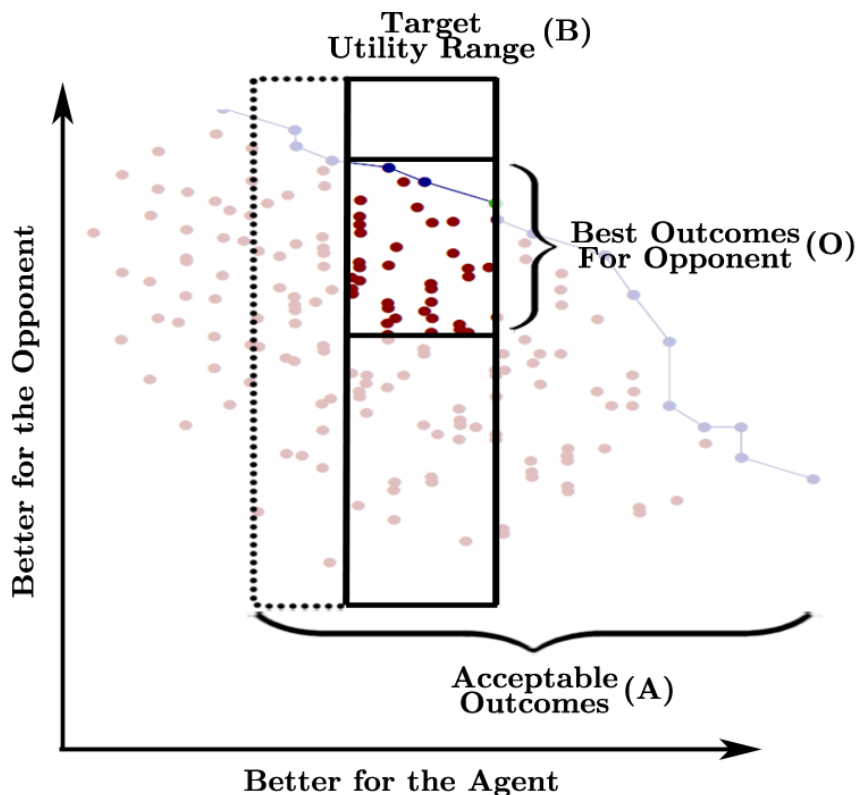 Target
Utility Range (B)
Best Outcomes
For Opponent (O)
Better for the Opponent
Acceptable
Outcomes (A)
Better for the Agent